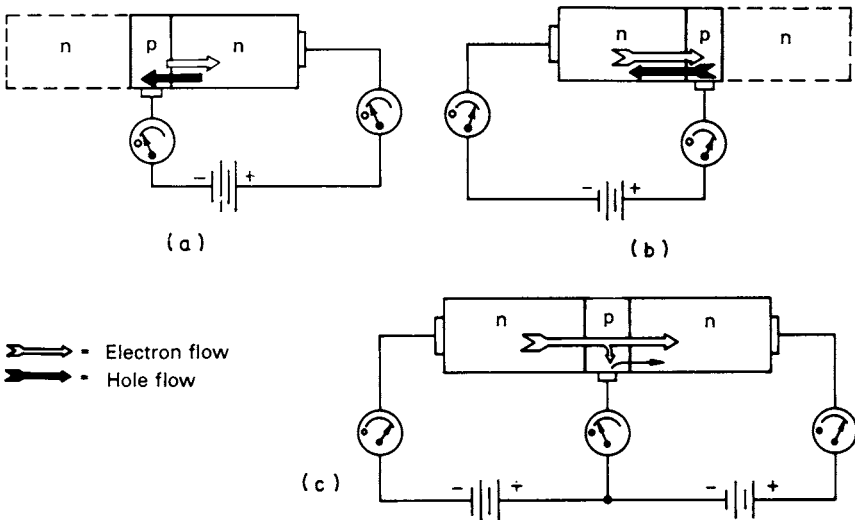 n p n
- +
(a)
n p n
- +
(b)
= Electron flow
= Hole flow
n p n
- + - +
(c)